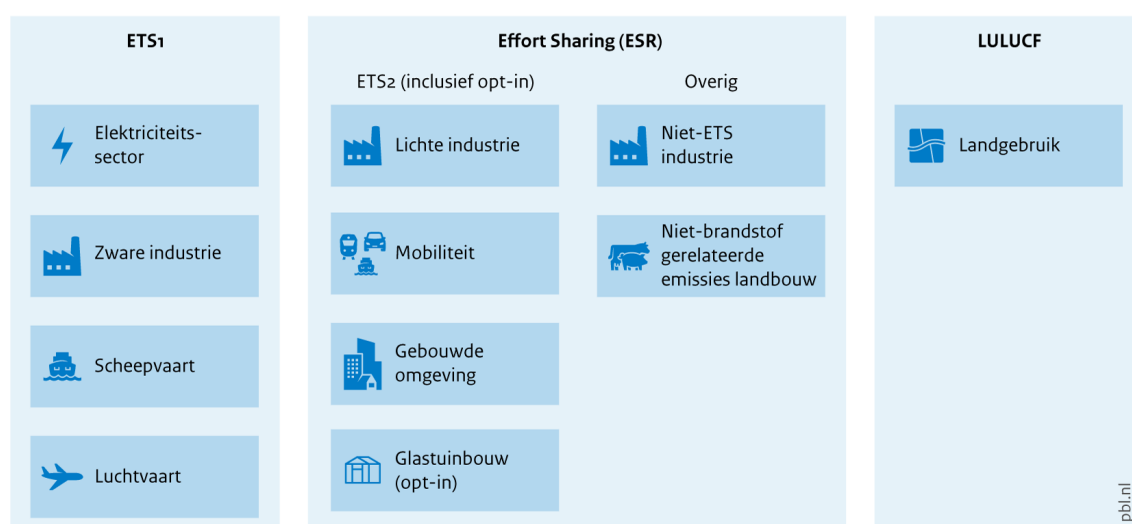 ETS1
Elektriciteits-
sector
Zware industrie
Scheepvaart
Luchtvaart
Effort Sharing (ESR)
ETS2 (inclusief opt-in)
Lichte industrie
Mobiliteit
Gebouwde
omgeving
Glastuinbouw
(opt-in)
Overig
Niet-ETS
industrie
Niet-brandstof
gerelateerde
emissies landbouw
LULUCF
Landgebruik
pbl.nl